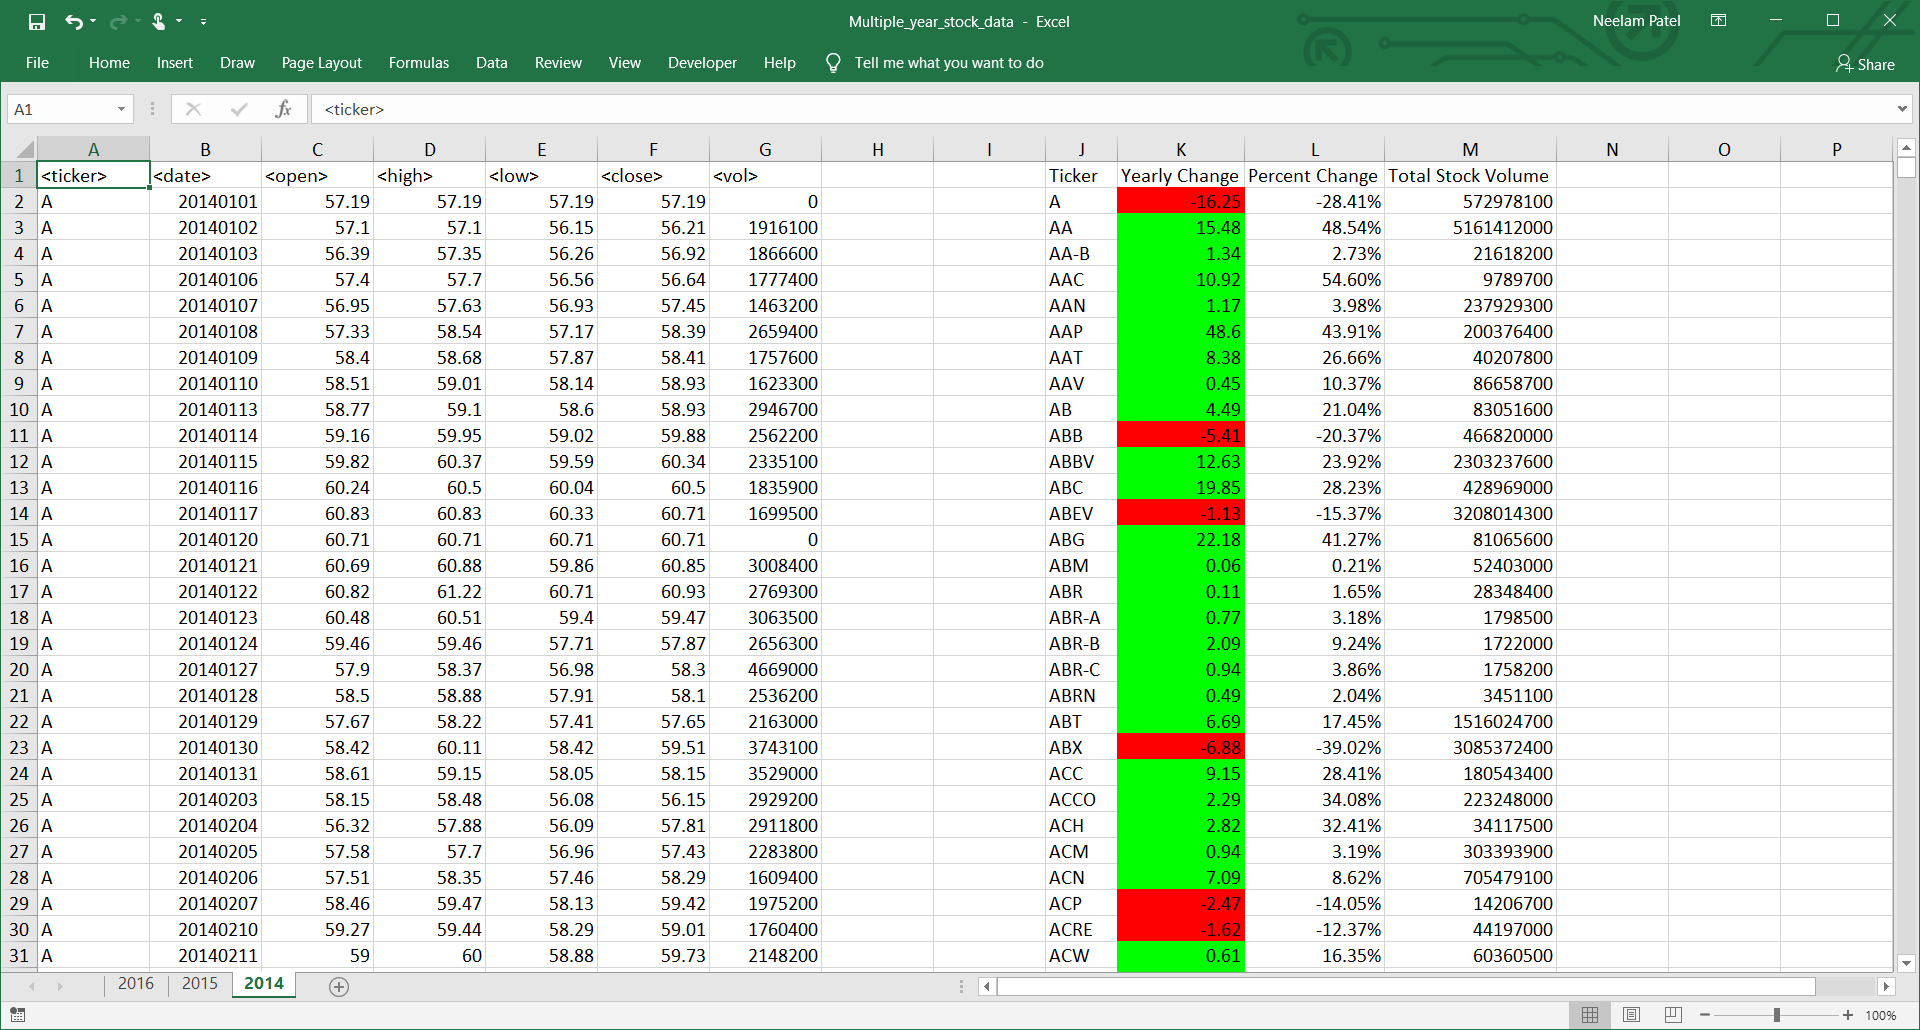 Multiple_year_stock_data - Excel
Neelam Patel
File Home Insert Draw Page Layout Formulas Data Review View Developer Help Tell me what you want to do Share
A1 fx <ticker>
A B C D E F G H I J K L M N O P
1 <ticker> <date> <open> <high> <low> <close> <vol> Ticker Yearly Change Percent Change Total Stock Volume
2 A 20140101 57.19 57.19 57.19 57.19 0 A -16.25 -28.41% 572978100
3 A 20140102 57.1 57.1 56.15 56.21 1916100 AA 15.48 48.54% 5161412000
4 A 20140103 56.39 57.35 56.26 56.92 1866600 AA-B 1.34 2.73% 21618200
5 A 20140106 57.4 57.7 56.56 56.64 1777400 AAC 10.92 54.60% 9789700
6 A 20140107 56.95 57.63 56.93 57.45 1463200 AAN 1.17 3.98% 237929300
7 A 20140108 57.33 58.54 57.17 58.39 2659400 AAP 48.6 43.91% 200376400
8 A 20140109 58.4 58.68 57.87 58.41 1757600 AAT 8.38 26.66% 40207800
9 A 20140110 58.51 59.01 58.14 58.93 1623300 AAV 0.45 10.37% 86658700
10 A 20140113 58.77 59.1 58.6 58.93 2946700 AB 4.49 21.04% 83051600
11 A 20140114 59.16 59.95 59.02 59.88 2562200 ABB -5.41 -20.37% 466820000
12 A 20140115 59.82 60.37 59.59 60.34 2335100 ABBV 12.63 23.92% 2303237600
13 A 20140116 60.24 60.5 60.04 60.5 1835900 ABC 19.85 28.23% 428969000
14 A 20140117 60.83 60.83 60.33 60.71 1699500 ABEV -1.13 -15.37% 3208014300
15 A 20140120 60.71 60.71 60.71 60.71 0 ABG 22.18 41.27% 81065600
16 A 20140121 60.69 60.88 59.86 60.85 3008400 ABM 0.06 0.21% 52403000
17 A 20140122 60.82 61.22 60.71 60.93 2769300 ABR 0.11 1.65% 28348400
18 A 20140123 60.48 60.51 59.4 59.47 3063500 ABR-A 0.77 3.18% 1798500
19 A 20140124 59.46 59.46 57.71 57.87 2656300 ABR-B 2.09 9.24% 1722000
20 A 20140127 57.9 58.37 56.98 58.3 4669000 ABR-C 0.94 3.86% 1758200
21 A 20140128 58.5 58.88 57.91 58.1 2536200 ABRN 0.49 2.04% 3451100
22 A 20140129 57.67 58.22 57.41 57.65 2163000 ABT 6.69 17.45% 1516024700
23 A 20140130 58.42 60.11 58.42 59.51 3743100 ABX -6.88 -39.02% 3085372400
24 A 20140131 58.61 59.15 58.05 58.15 3529000 ACC 9.15 28.41% 180543400
25 A 20140203 58.15 58.48 56.08 56.15 2929200 ACCO 2.29 34.08% 223248000
26 A 20140204 56.32 57.88 56.09 57.81 2911800 ACH 2.82 32.41% 34117500
27 A 20140205 57.58 57.7 56.96 57.43 2283800 ACM 0.94 3.19% 303393900
28 A 20140206 57.51 58.35 57.46 58.29 1609400 ACN 7.09 8.62% 705479100
29 A 20140207 58.46 59.47 58.13 59.42 1975200 ACP -2.47 -14.05% 14206700
30 A 20140210 59.27 59.44 58.29 59.01 1760400 ACRE -1.62 -12.37% 44197000
31 A 20140211 59 60 58.88 59.73 2148200 ACW 0.61 16.35% 60360500
2016 2015 2014
100%